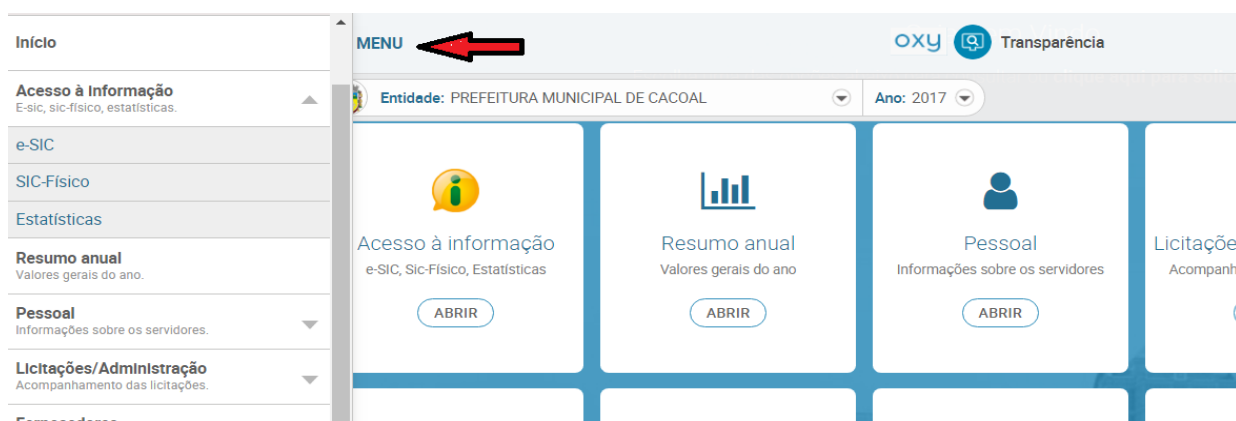 Início
Acesso à Informação
E-sic, sic-físico, estatísticas.
e-SIC
SIC-Físico
Estatísticas
Resumo anual
Valores gerais do ano.
Pessoal
Informações sobre os servidores.
Licitações/Administração
Acompanhamento das licitações.
MENU
oxy Transparência
Entidade: PREFEITURA MUNICIPAL DE CACOAL
Ano: 2017
Acesso à informação
e-SIC, Sic-Físico, Estatísticas
ABRIR
Resumo anual
Valores gerais do ano
ABRIR
Pessoal
Informações sobre os servidores
ABRIR
Licitaçõe
Acompanh